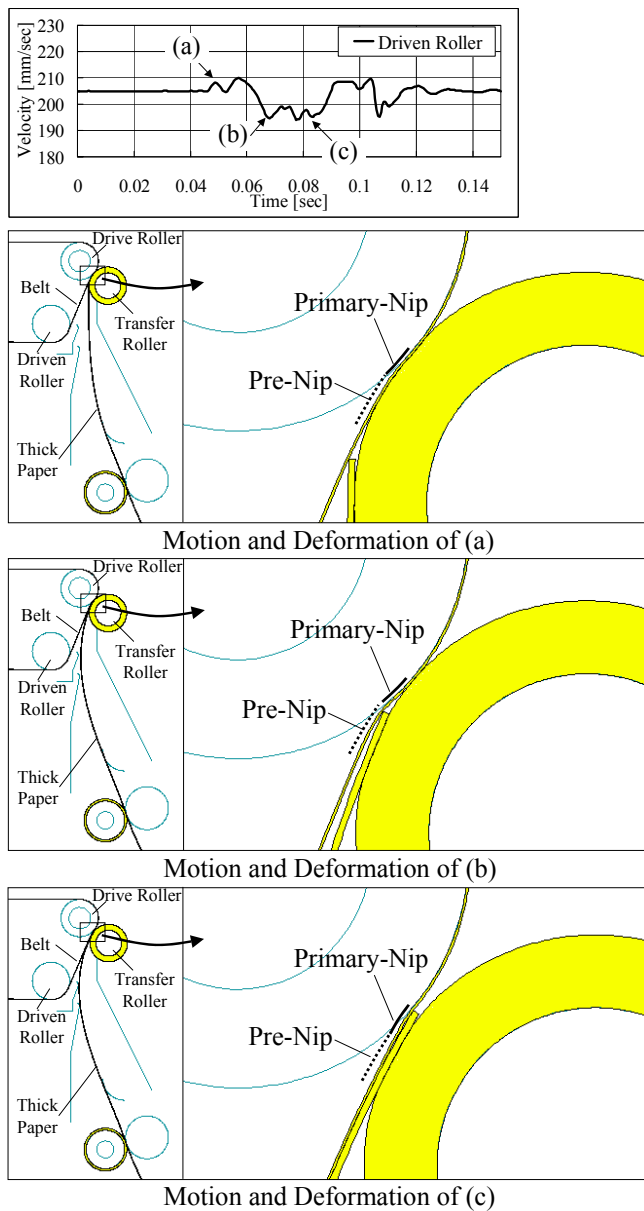 230
220
210
200
190
180
Velocity [mm/sec]
Driven Roller
(a)
(b)
(c)
0 0.02 0.04 0.06 0.08 0.1 0.12 0.14
Time [sec]
Drive Roller
Belt
Transfer
Roller
Driven
Roller
Thick
Paper
Primary-Nip
Pre-Nip
Motion and Deformation of (a)
Drive Roller
Belt
Transfer
Roller
Driven
Roller
Thick
Paper
Primary-Nip
Pre-Nip
Motion and Deformation of (b)
Drive Roller
Belt
Transfer
Roller
Driven
Roller
Thick
Paper
Primary-Nip
Pre-Nip
Motion and Deformation of (c)